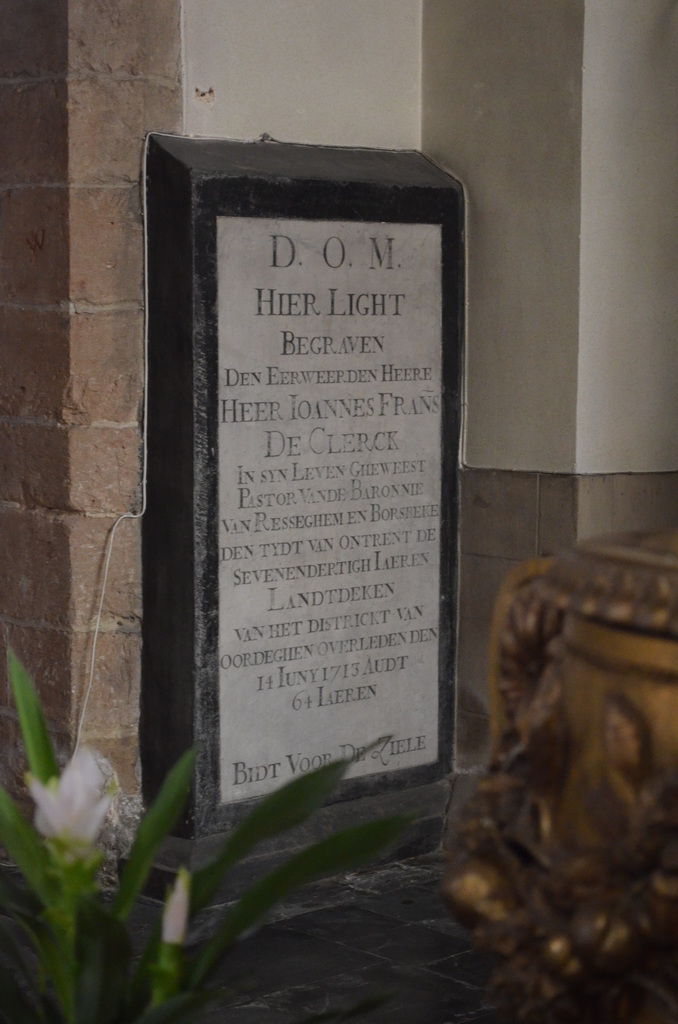 D. O. M.
HIER LIGHT
BEGRAVEN
DEN EERWEERDEN HEERE
HEER IOANNES FRAÑS
DE CLERCK
IN SYN LEVEN GHEWEEST
PASTOR VANDE BARONNIE
VAN RESSEGHEM EN BORSBEKE
DEN TYDT VAN ONTRENT DE
SEVENENDERTIGH IAEREN
LANDTDEKEN
VAN HET DISTRICKT VAN
OORDEGHEN OVERLEDEN DEN
14 IUNY 1713 AUDT
64 IAEREN
BIDT VOOR DE ZIELE